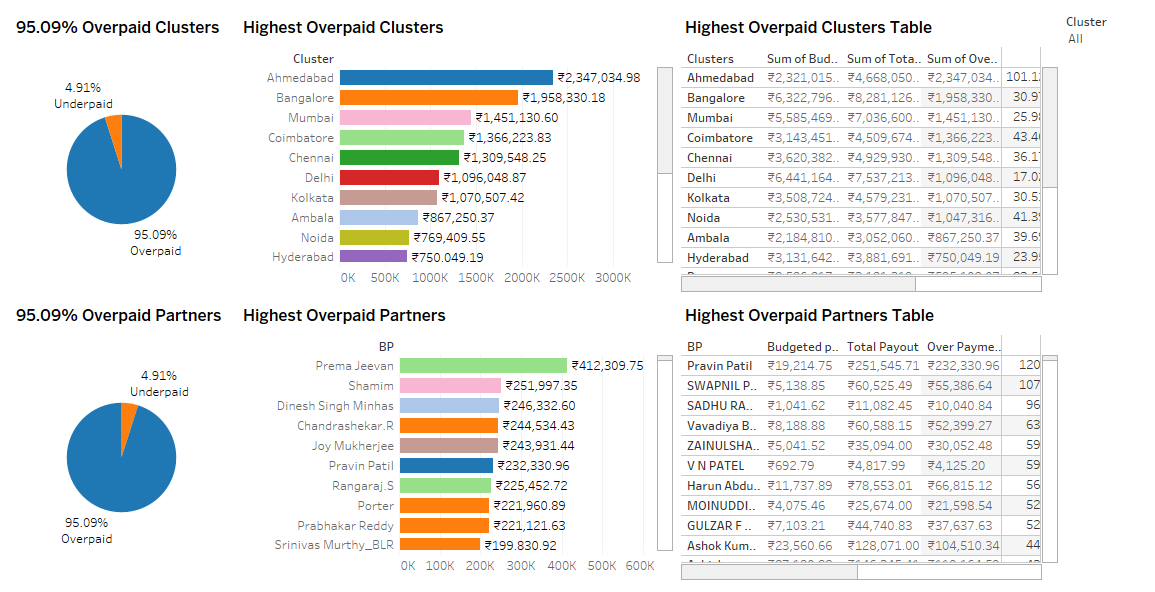 95.09% Overpaid Clusters
4.91%
Underpaid
95.09%
Overpaid
Highest Overpaid Clusters
Cluster
Ahmedabad ₹2,347,034.98
Bangalore ₹1,958,330.18
Mumbai ₹1,451,130.60
Coimbatore ₹1,366,223.83
Chennai ₹1,309,548.25
Delhi ₹1,096,048.87
Kolkata ₹1,070,507.42
Ambala ₹867,250.37
Noida ₹769,409.55
Hyderabad ₹750,049.19
0K 500K 1000K 1500K 2000K 2500K 3000K
Highest Overpaid Clusters Table
Clusters Sum of Bud.. Sum of Tota.. Sum of Ove..
Ahmedabad ₹2,321,015.. ₹4,668,050.. ₹2,347,034.. 101.12
Bangalore ₹6,322,796.. ₹8,281,126.. ₹1,958,330.. 30.97
Mumbai ₹5,585,469.. ₹7,036,600.. ₹1,451,130.. 25.98
Coimbatore ₹3,143,451.. ₹4,509,674.. ₹1,366,223.. 43.46
Chennai ₹3,620,382.. ₹4,929,930.. ₹1,309,548.. 36.17
Delhi ₹6,441,164.. ₹7,537,213.. ₹1,096,048.. 17.02
Kolkata ₹3,508,724.. ₹4,579,231.. ₹1,070,507.. 30.51
Noida ₹2,530,531.. ₹3,577,847.. ₹1,047,316.. 41.39
Ambala ₹2,184,810.. ₹3,052,060.. ₹867,250.37 39.69
Hyderabad ₹3,131,642.. ₹3,881,691.. ₹750,049.19 23.95
Cluster
All
95.09% Overpaid Partners
4.91%
Underpaid
95.09%
Overpaid
Highest Overpaid Partners
BP
Prema Jeevan ₹412,309.75
Shamim ₹251,997.35
Dinesh Singh Minhas ₹246,332.60
Chandrashekar.R ₹244,534.43
Joy Mukherjee ₹243,931.44
Pravin Patil ₹232,330.96
Rangaraj.S ₹225,452.72
Porter ₹221,960.89
Prabhakar Reddy ₹221,121.63
Srinivas Murthy_BLR ₹199,830.92
0K 100K 200K 300K 400K 500K 600K
Highest Overpaid Partners Table
BP Budgeted p.. Total Payout Over Payme..
Pravin Patil ₹19,214.75 ₹251,545.71 ₹232,330.96 120
SWAPNIL P.. ₹5,138.85 ₹60,525.49 ₹55,386.64 107
SADHU RA.. ₹1,041.62 ₹11,082.45 ₹10,040.84 96
Vavadiya B.. ₹8,188.88 ₹60,588.15 ₹52,399.27 63
ZAINULSHA.. ₹5,041.52 ₹35,094.00 ₹30,052.48 59
V N PATEL ₹692.79 ₹4,817.99 ₹4,125.20 59
Harun Abdu.. ₹11,737.89 ₹78,553.01 ₹66,815.12 56
MOINUDDI.. ₹4,075.46 ₹25,674.00 ₹21,598.54 52
GULZAR F .. ₹7,103.21 ₹44,740.83 ₹37,637.63 52
Ashok Kum.. ₹23,560.66 ₹128,071.00 ₹104,510.34 44